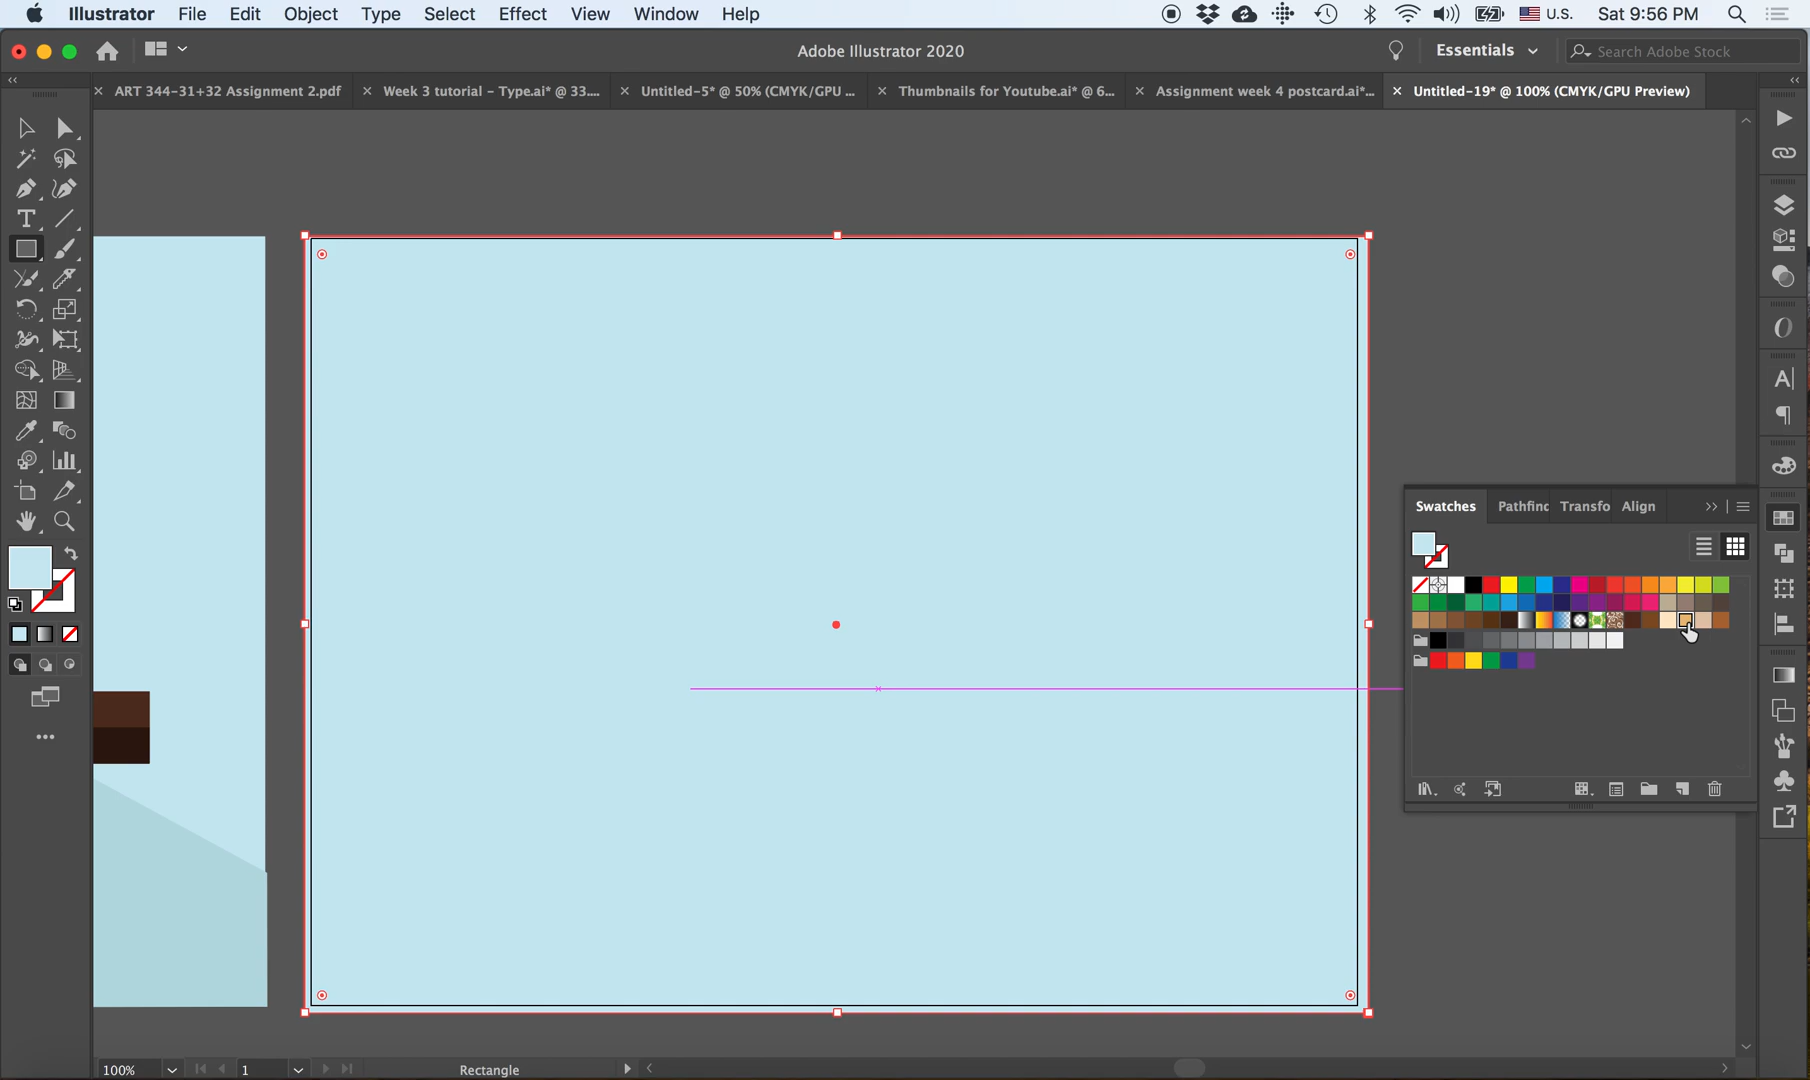 Illustrator File Edit Object Type Select Effect View Window Help U.S. Sat 9:56 PM
Adobe Illustrator 2020 Essentials Search Adobe Stock
ART 344-31+32 Assignment 2.pdf Week 3 tutorial - Type.ai* @ 33.... Untitled-5* @ 50% (CMYK/GPU ... Thumbnails for Youtube.ai* @ 6... Assignment week 4 postcard.ai*... Untitled-19* @ 100% (CMYK/GPU Preview)
Swatches Pathfinc Transfo Align
100% 1 Rectangle